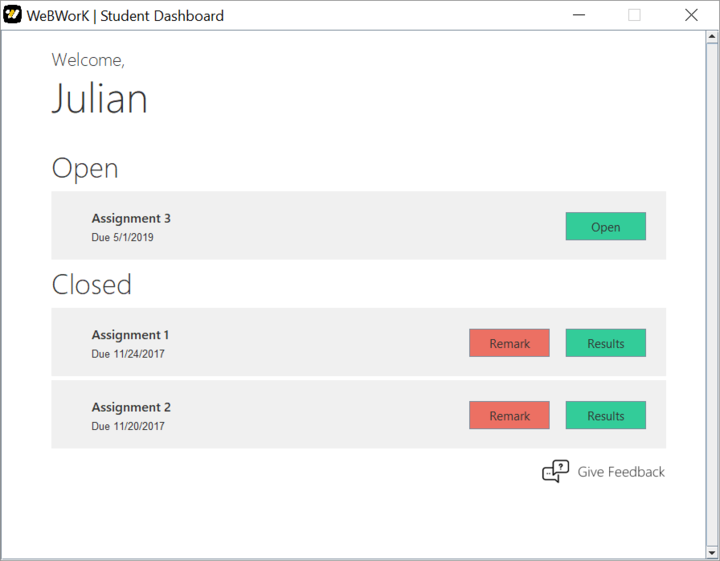 WeBWorK | Student Dashboard
Welcome,
Julian
Open
Assignment 3
Due 5/1/2019
Open
Closed
Assignment 1
Due 11/24/2017
Remark
Results
Assignment 2
Due 11/20/2017
Remark
Results
Give Feedback